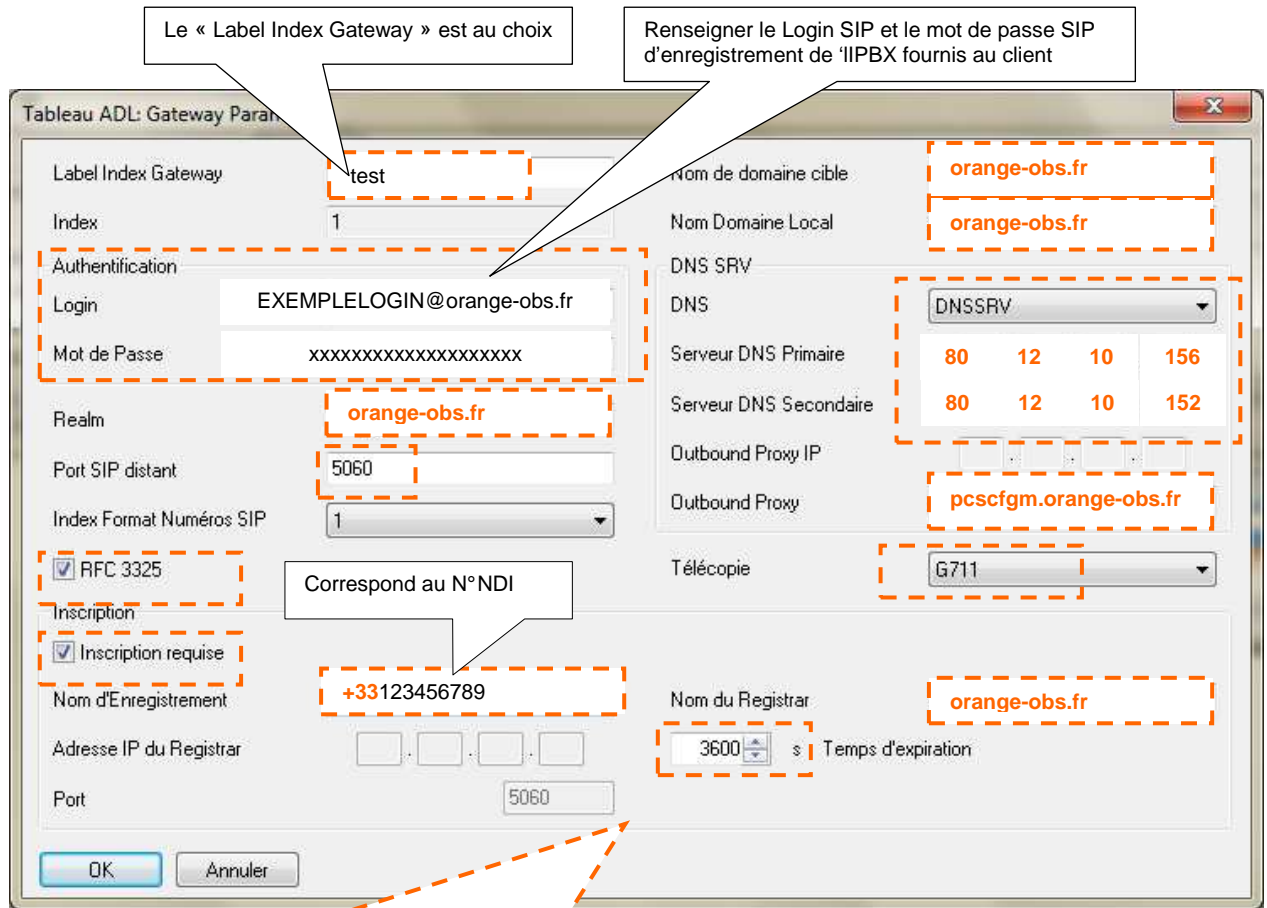 Le « Label Index Gateway » est au choix
Renseigner le Login SIP et le mot de passe SIP
d'enregistrement de 'lIPBX fournis au client
Tableau ADL: Gateway Param
Label Index Gateway
test
Index
1
Authentification
Login
EXEMPLELOGIN@orange-obs.fr
Mot de Passe
xxxxxxxxxxxxxxxxxxxx
Realm
orange-obs.fr
Port SIP distant
5060
Index Format Numéros SIP
1
RFC 3325
Nom de domaine cible
orange-obs.fr
Nom Domaine Local
orange-obs.fr
DNS SRV
DNS
DNSSRV
Serveur DNS Primaire
80 12 10 156
Serveur DNS Secondaire
80 12 10 152
Outbound Proxy IP
. . .
Outbound Proxy
pcscfgm.orange-obs.fr
Télécopie
G711
Correspond au N°NDI
Inscription
Inscription requise
Nom d'Enregistrement
+33123456789
Nom du Registrar
orange-obs.fr
Adresse IP du Registrar
. . .
3600 s Temps d'expiration
Port
5060
OK
Annuler